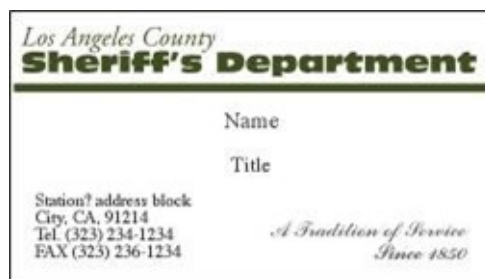 Los Angeles County
Sheriff's Department
Name
Title
Station? address block
City, CA, 91214
Tel. (323) 234-1234
FAX (323) 236-1234
A Tradition of Service
Since 1850